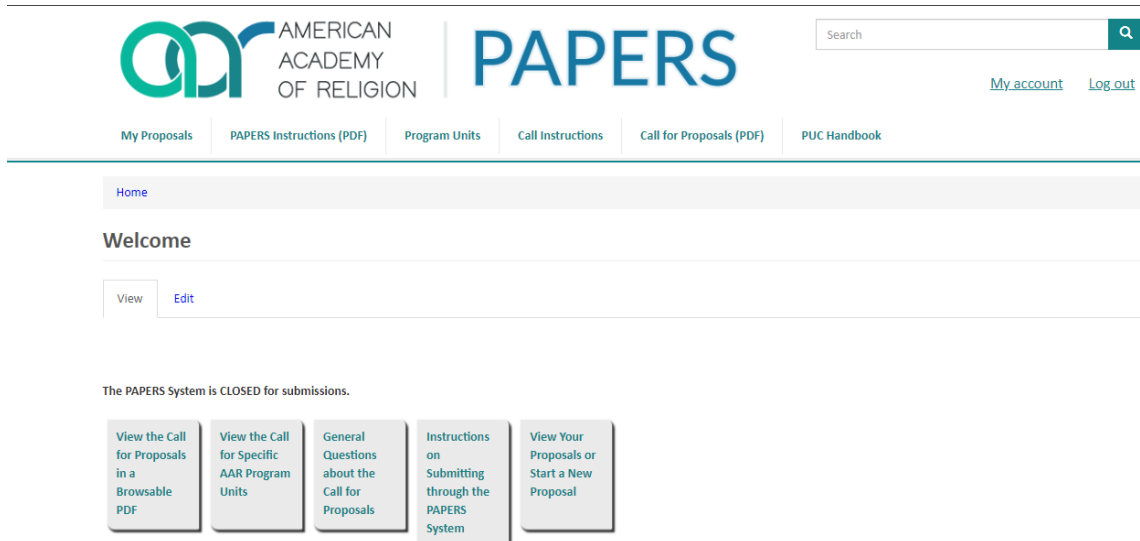 AMERICAN
ACADEMY
OF RELIGION
PAPERS
Search
My account Log out
My Proposals PAPERS Instructions (PDF) Program Units Call Instructions Call for Proposals (PDF) PUC Handbook
Home
Welcome
View Edit
The PAPERS System is CLOSED for submissions.
View the Call
for Proposals
in a
Browsable
PDF
View the Call
for Specific
AAR Program
Units
General
Questions
about the
Call for
Proposals
Instructions
on
Submitting
through the
PAPERS
System
View Your
Proposals or
Start a New
Proposal